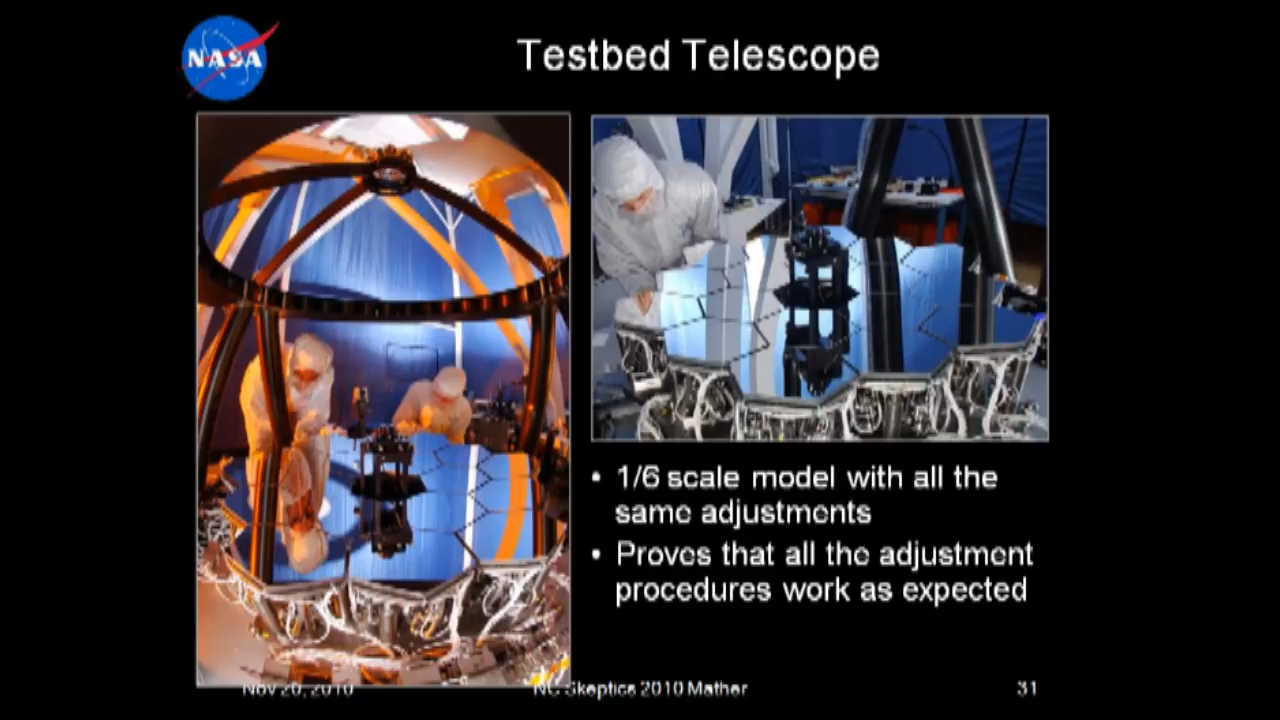 NASA
Testbed Telescope
• 1/6 scale model with all the
same adjustments
• Proves that all the adjustment
procedures work as expected
Nov 20, 2010
NC Skeptics 2010 Mather
31